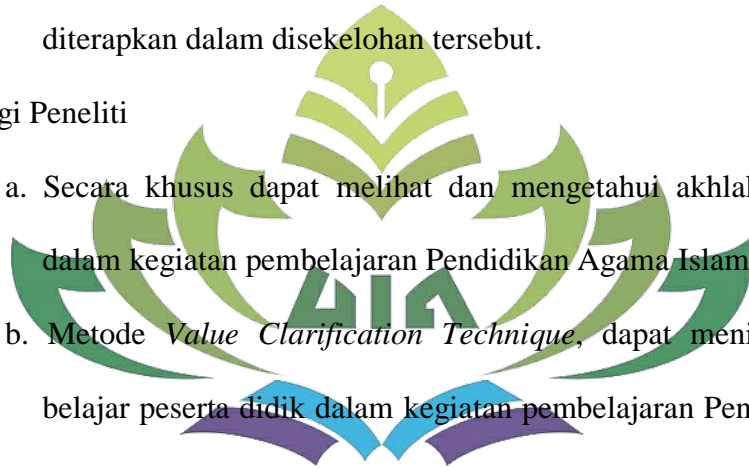 diterapkan dalam disekelohan tersebut.
gi Peneliti
a. Secara khusus dapat melihat dan mengetahui akhlak
dalam kegiatan pembelajaran Pendidikan Agama Islam
UIN
b. Metode Value Clarification Technique, dapat meni
belajar peserta didik dalam kegiatan pembelajaran Pen